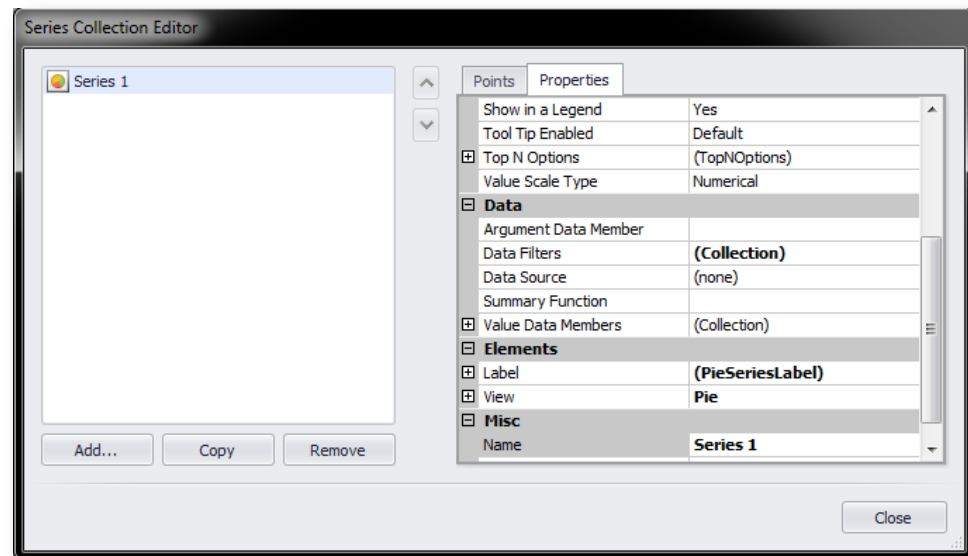 Series Collection Editor
Series 1
Points Properties
Show in a Legend Yes
Tool Tip Enabled Default
Top N Options (TopNOptions)
Value Scale Type Numerical
Data
Argument Data Member
Data Filters (Collection)
Data Source (none)
Summary Function
Value Data Members (Collection)
Elements
Label (PieSeriesLabel)
View Pie
Misc
Name Series 1
Add... Copy Remove
Close